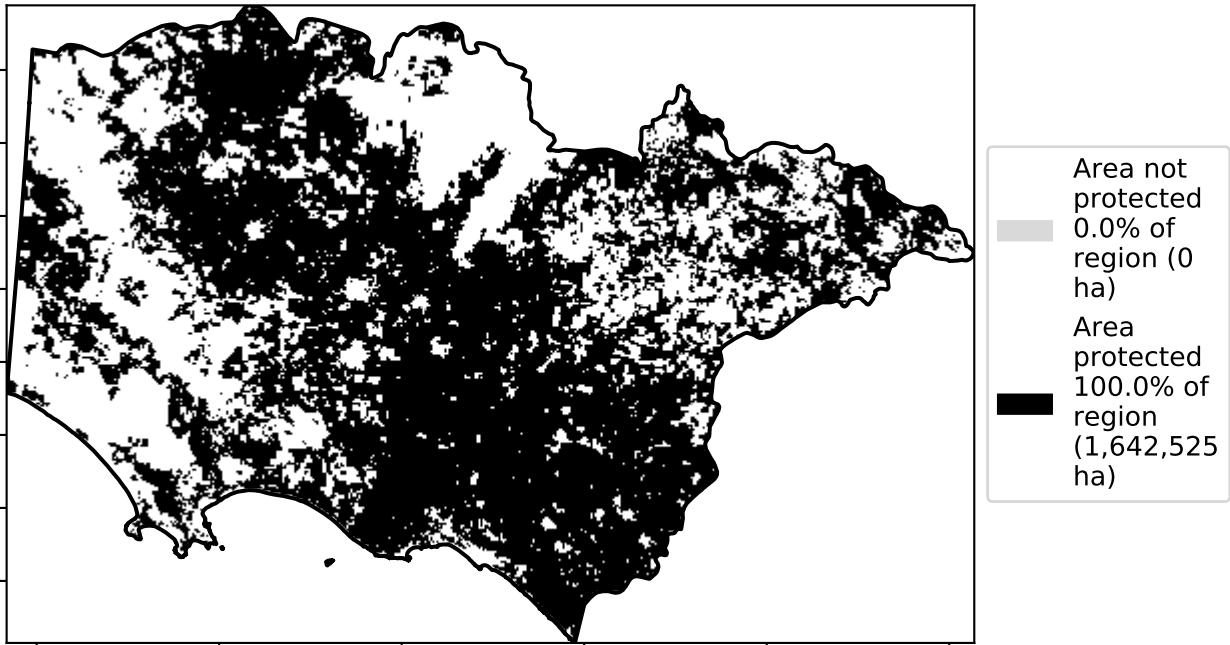 Area not
protected
0.0% of
region (0
ha)
Area
protected
100.0% of
region
(1,642,525
ha)